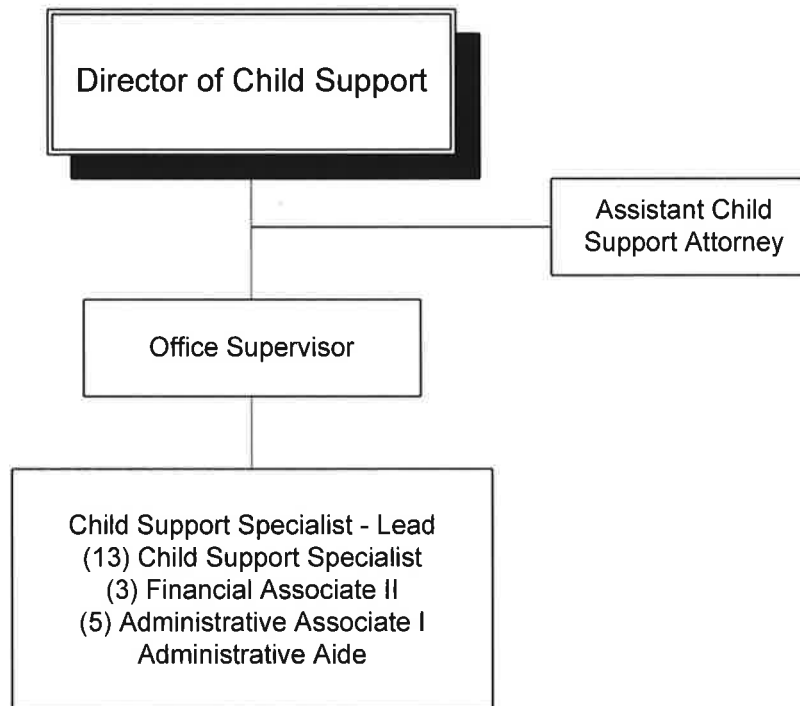 Director of Child Support
Assistant Child
Support Attorney
Office Supervisor
Child Support Specialist - Lead
(13) Child Support Specialist
(3) Financial Associate II
(5) Administrative Associate I
Administrative Aide